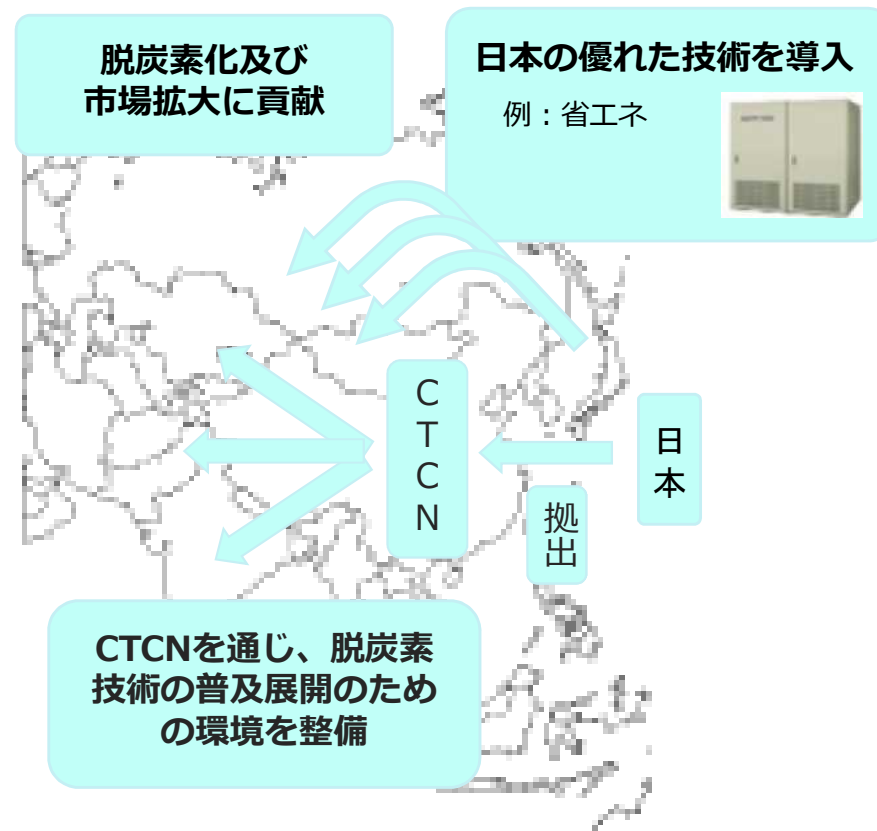 脱炭素化及び
市場拡大に貢献
日本の優れた技術を導入
例：省エネ
CTCN
日本
拠出
CTCNを通じ、脱炭素
技術の普及展開のため
の環境を整備